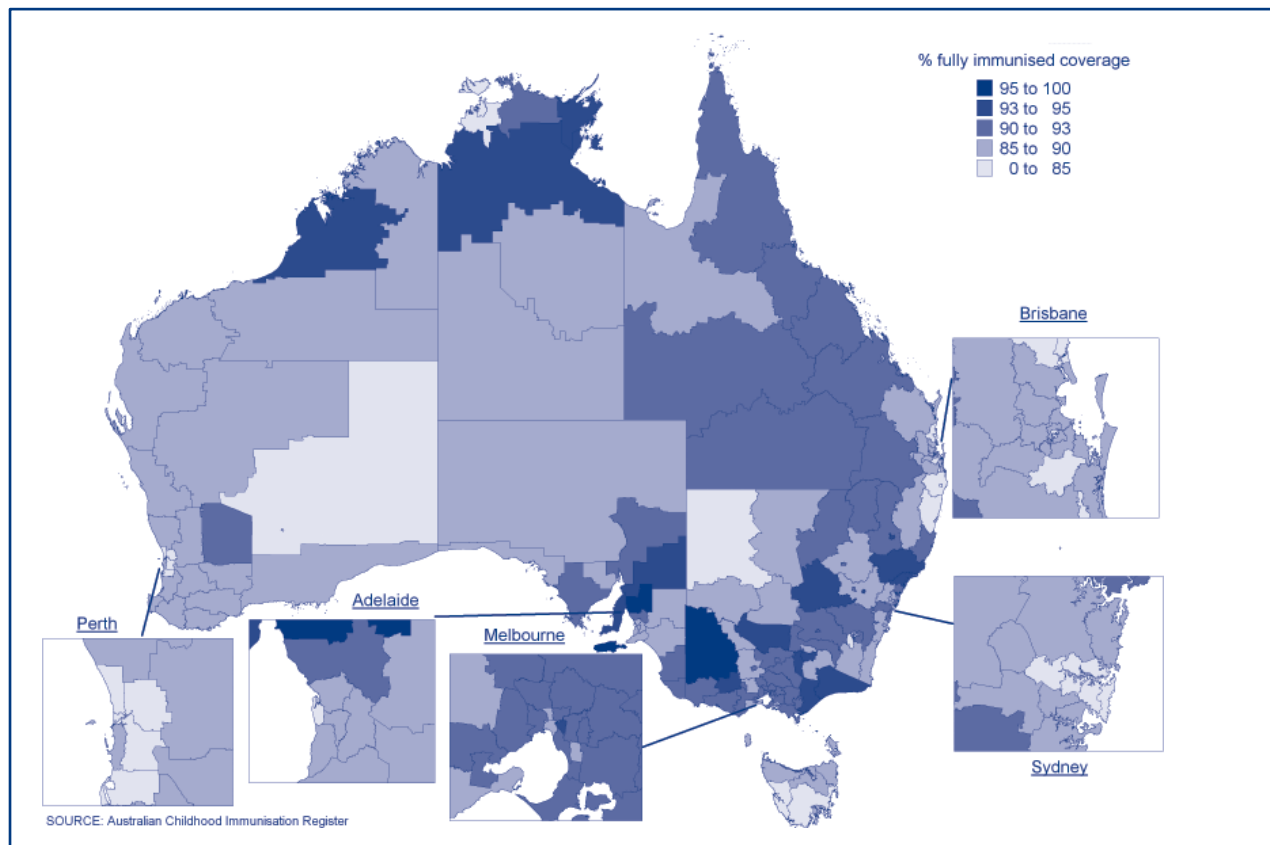 % fully immunised coverage
95 to 100
93 to 95
90 to 93
85 to 90
0 to 85
Brisbane
Perth
Adelaide
Melbourne
Sydney
SOURCE: Australian Childhood Immunisation Register